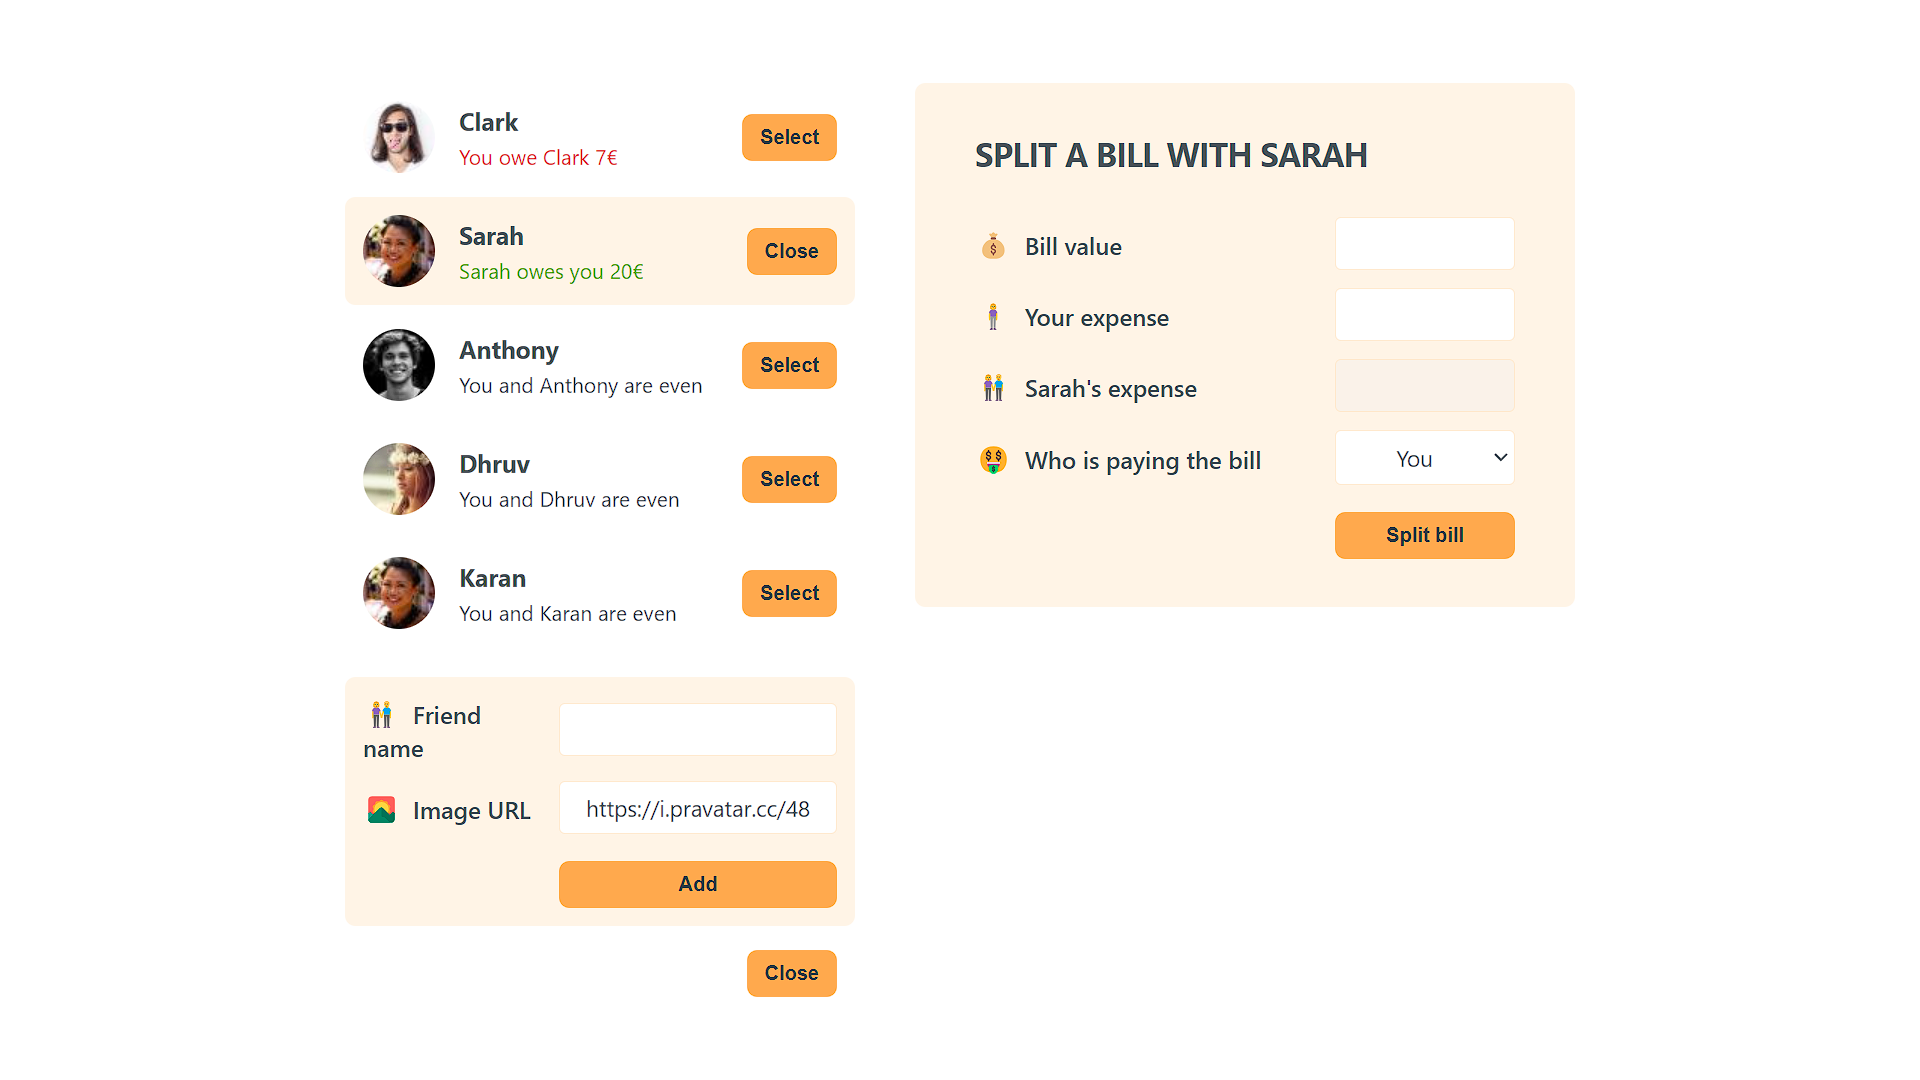 Clark
You owe Clark 7€
Select
Sarah
Sarah owes you 20€
Close
Anthony
You and Anthony are even
Select
Dhruv
You and Dhruv are even
Select
Karan
You and Karan are even
Select
Friend
name
Image URL
https://i.pravatar.cc/48
Add
Close
SPLIT A BILL WITH SARAH
Bill value
Your expense
Sarah's expense
Who is paying the bill
You
Split bill